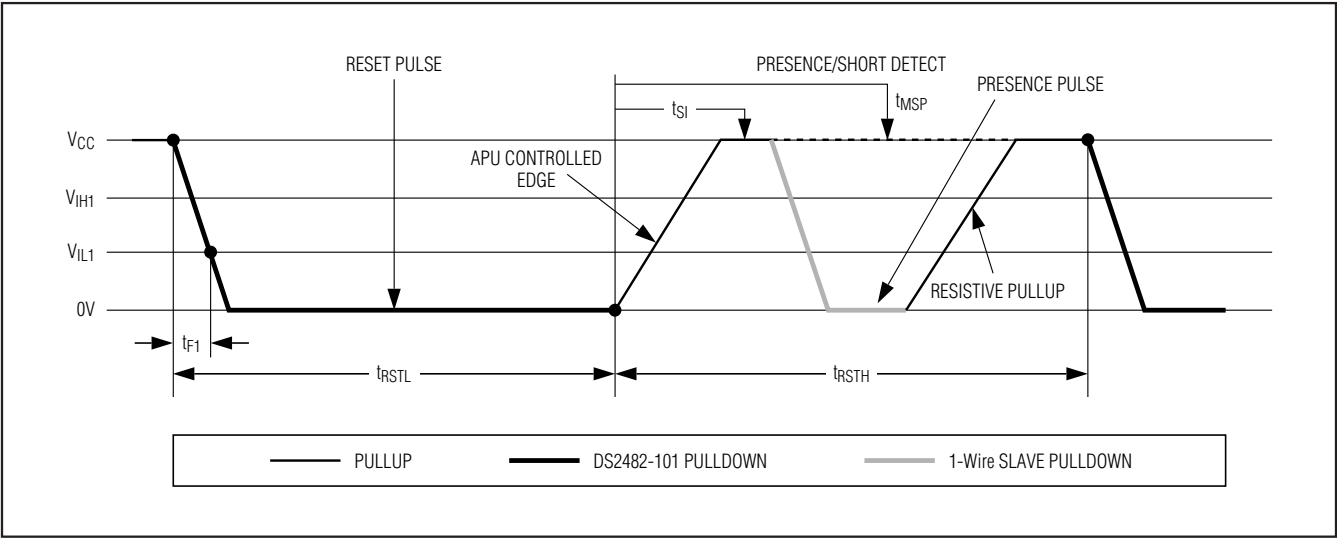 RESET PULSE
PRESENCE/SHORT DETECT
PRESENCE PULSE
tSI
tMSP
VCC
APU CONTROLLED
EDGE
VIH1
VIL1
RESISTIVE PULLUP
0V
tF1
tRSTL
tRSTH
PULLUP
DS2482-101 PULLDOWN
1-Wire SLAVE PULLDOWN